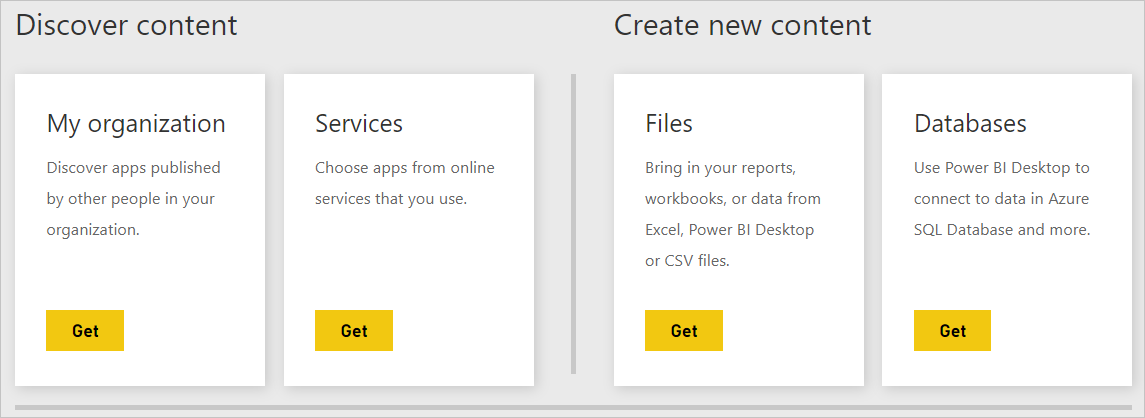 Discover content
Create new content
My organization
Discover apps published
by other people in your
organization.
Get
Services
Choose apps from online
services that you use.
Get
Files
Bring in your reports,
workbooks, or data from
Excel, Power BI Desktop
or CSV files.
Get
Databases
Use Power BI Desktop to
connect to data in Azure
SQL Database and more.
Get